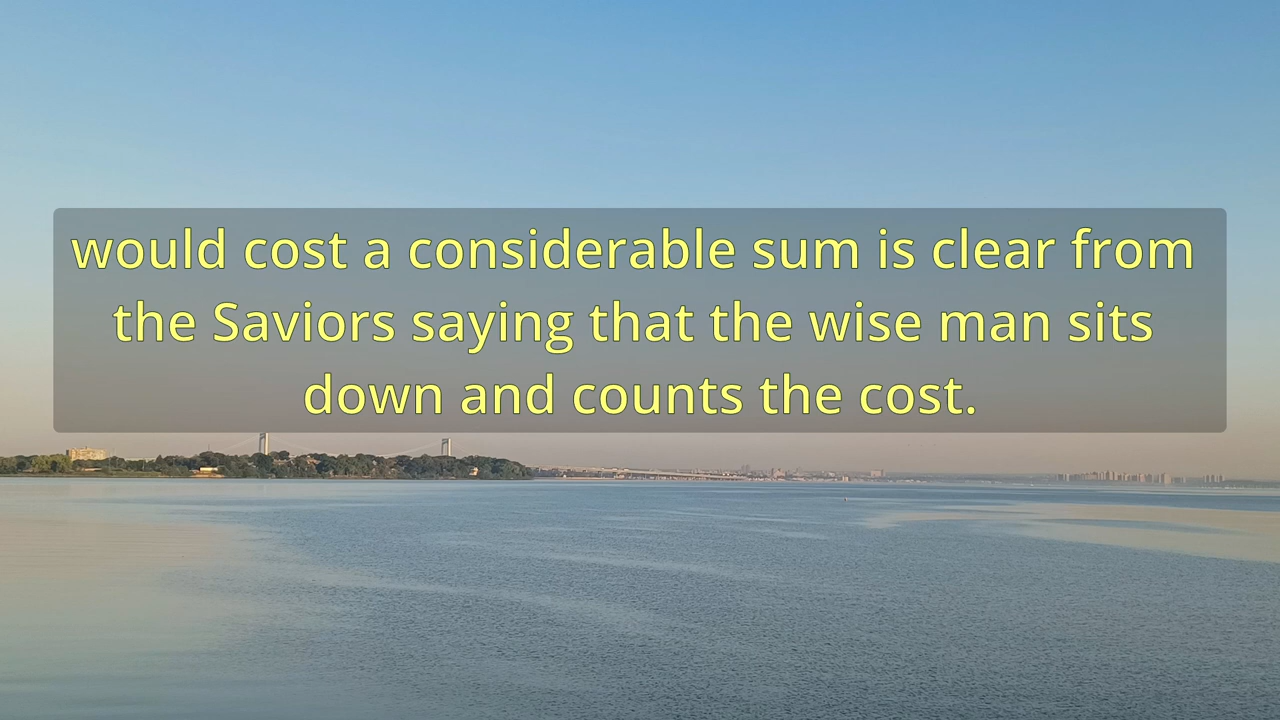 would cost a considerable sum is clear from
the Saviors saying that the wise man sits
down and counts the cost.